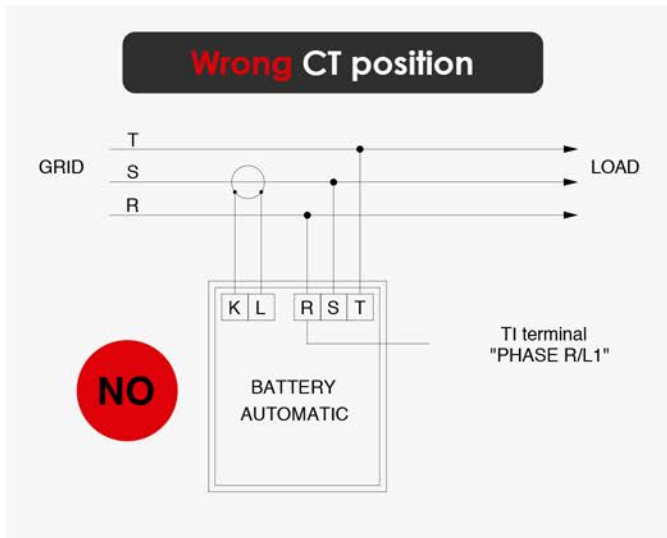 Wrong CT position
T
GRID
S
LOAD
R
K L R S T
TI terminal
"PHASE R/L1"
NO
BATTERY
AUTOMATIC